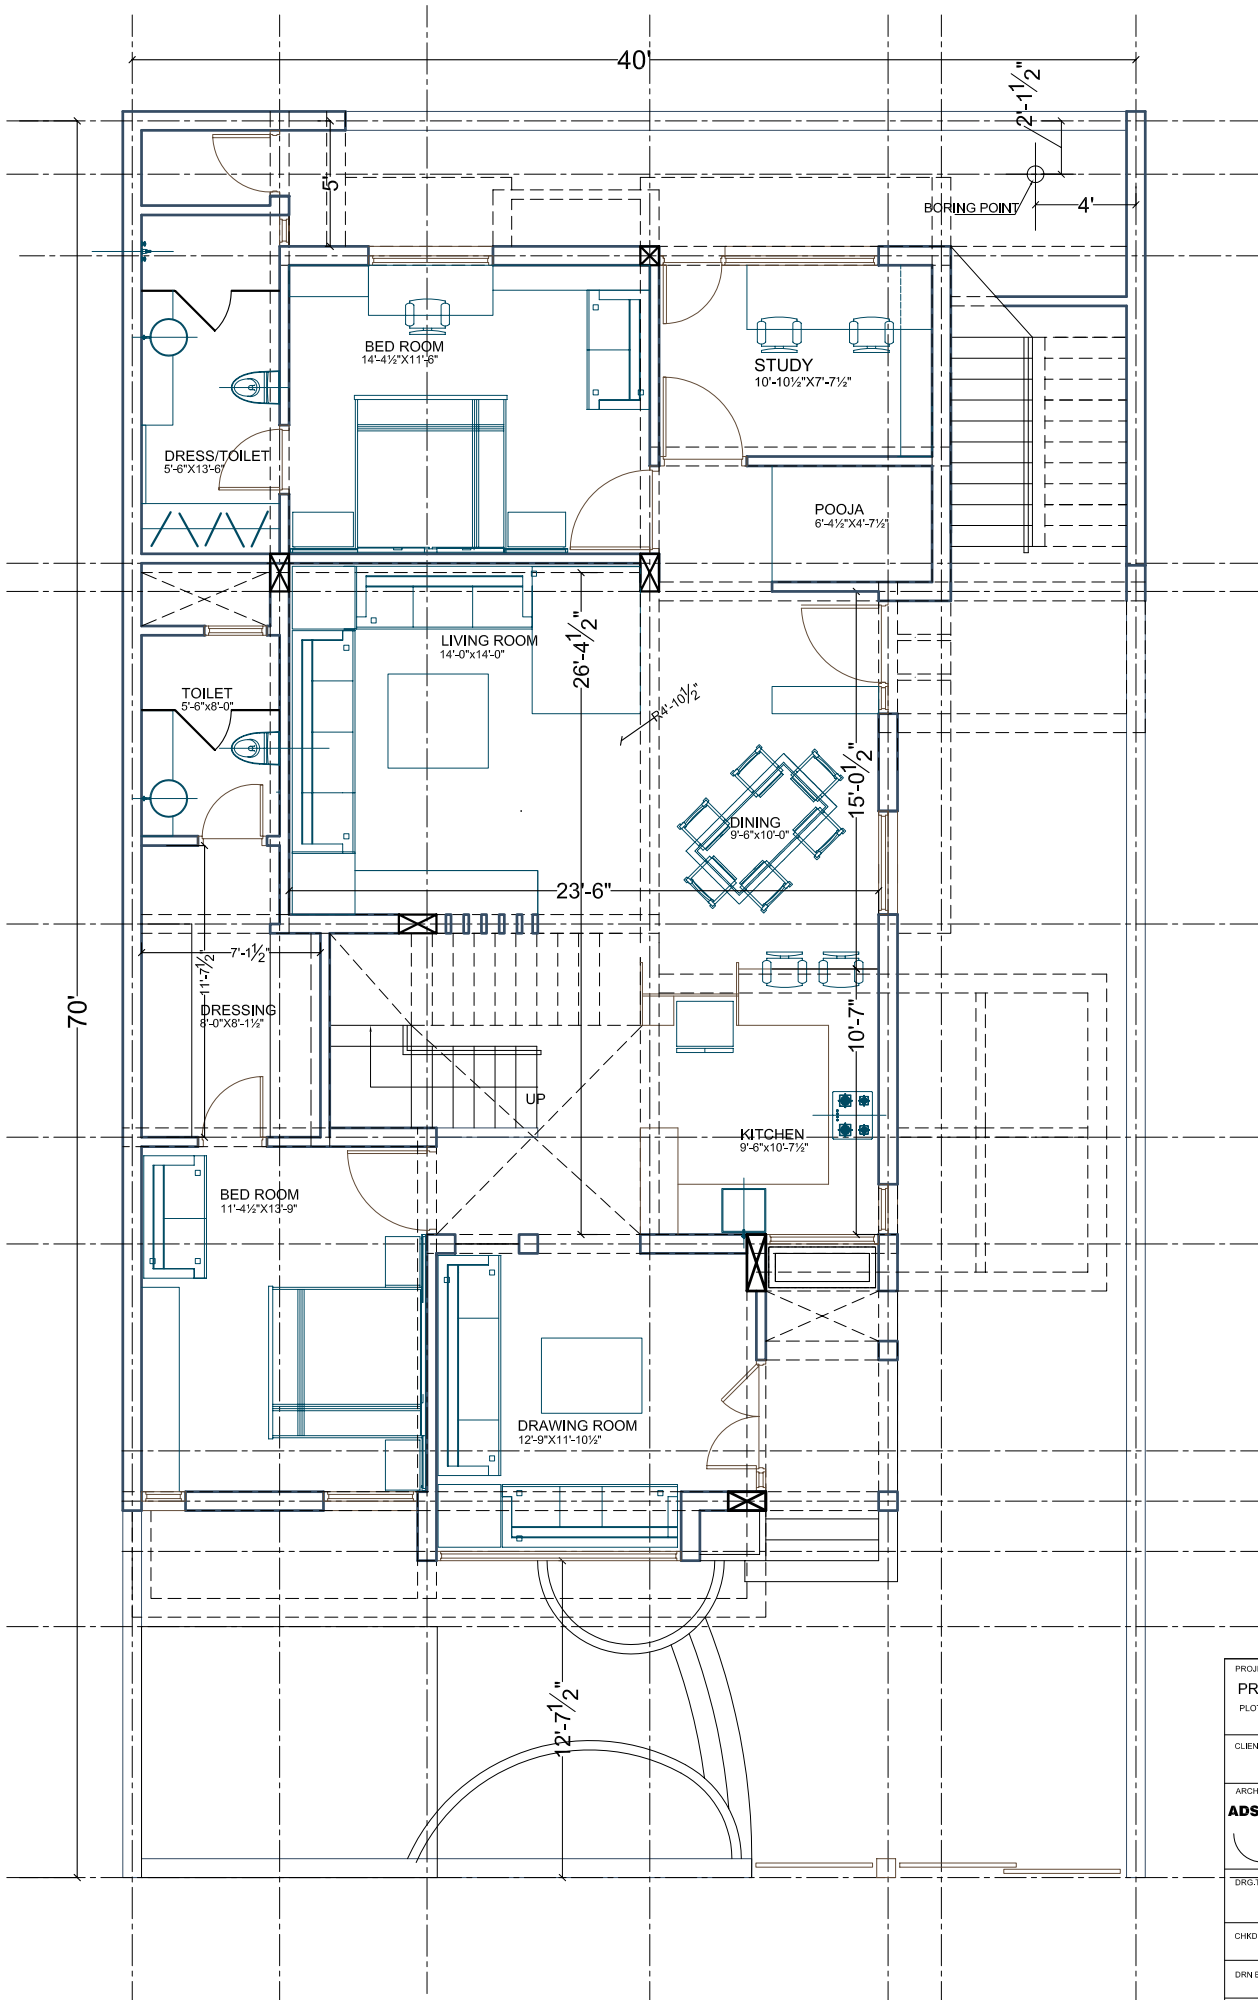 40'
2'-1½"
5'
BORING POINT
4'
BED ROOM
14'-4½"X11'-6"
STUDY
10'-10½"X7'-7½"
DRESS/TOILET
5'-6"X13'-6"
POOJA
6'-4½"X4'-7½"
LIVING ROOM
14'-0"x14'-0"
26'-4½"
TOILET
5'-6"x8'-0"
R4'-10½"
15'-0½"
DINING
9'-6"x10'-0"
23'-6"
7'-1½"
11'-7½"
70'
DRESSING
8'-0"X8'-1½"
10'-7"
UP
KITCHEN
9'-6"x10'-7½"
BED ROOM
11'-4½"X13'-9"
DRAWING ROOM
12'-9"X11'-10½"
12'-7½"
PROJ
PR
PLO
CLIEN
ARCH
ADS
DRG.
CHKD
DRN